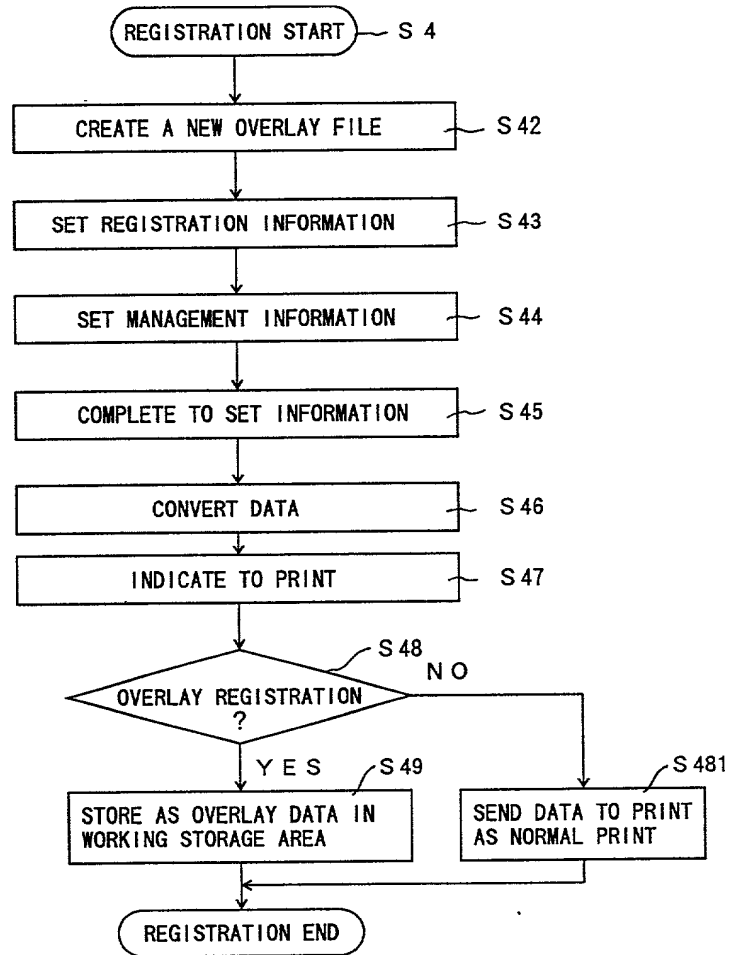 REGISTRATION START
S 4
CREATE A NEW OVERLAY FILE
S 42
SET REGISTRATION INFORMATION
S 43
SET MANAGEMENT INFORMATION
S 44
COMPLETE TO SET INFORMATION
S 45
CONVERT DATA
S 46
INDICATE TO PRINT
S 47
S 48
NO
OVERLAY REGISTRATION
?
YES
S 49
S 481
STORE AS OVERLAY DATA IN
WORKING STORAGE AREA
SEND DATA TO PRINT
AS NORMAL PRINT
REGISTRATION END